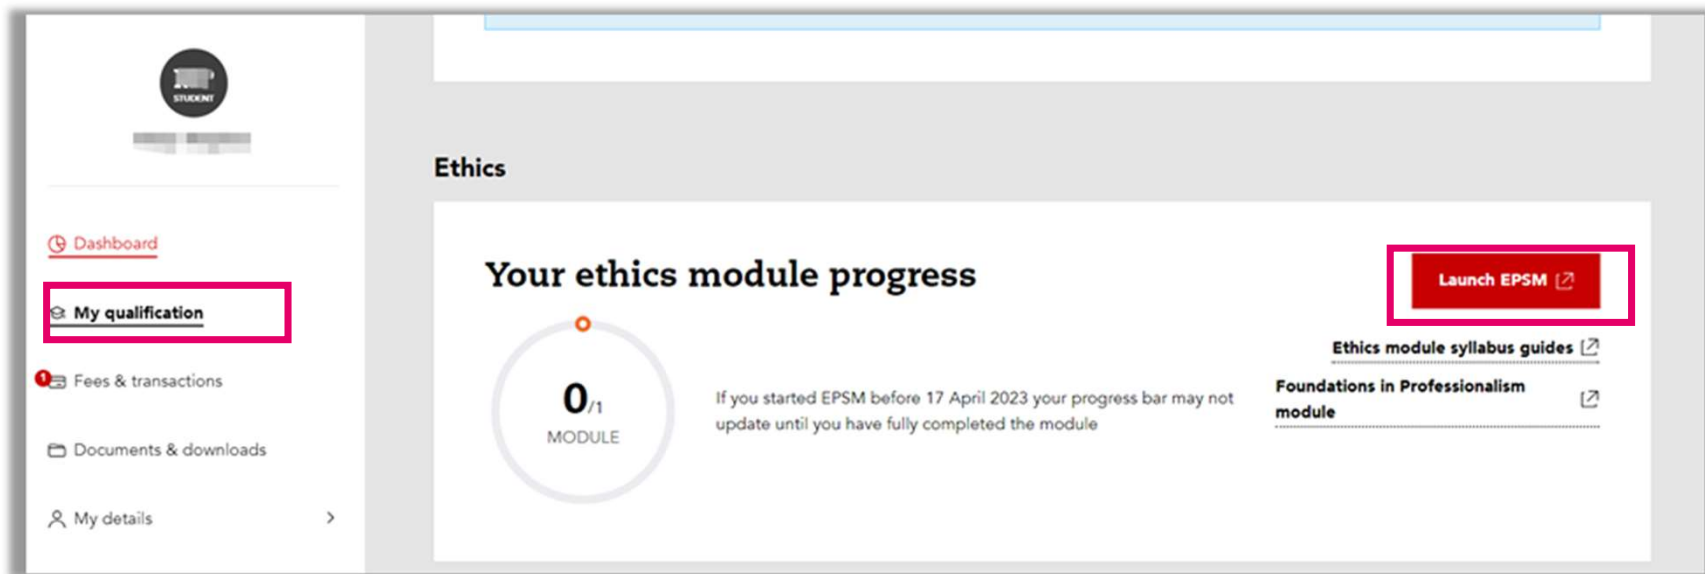 STUDENT
Dashboard
My qualification
1
Fees & transactions
Documents & downloads
My details
Ethics
Your ethics module progress
0/1
MODULE
If you started EPSM before 17 April 2023 your progress bar may not
update until you have fully completed the module
Launch EPSM
Ethics module syllabus guides
Foundations in Professionalism
module